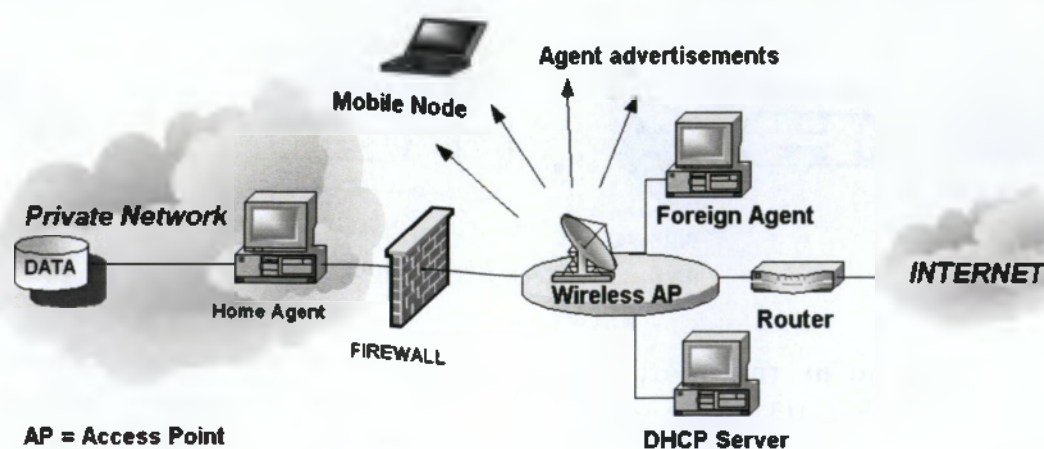 Agent advertisements
Mobile Node
Private Network
DATA
Home Agent
FIREWALL
Foreign Agent
Wireless AP
Router
INTERNET
DHCP Server
AP = Access Point